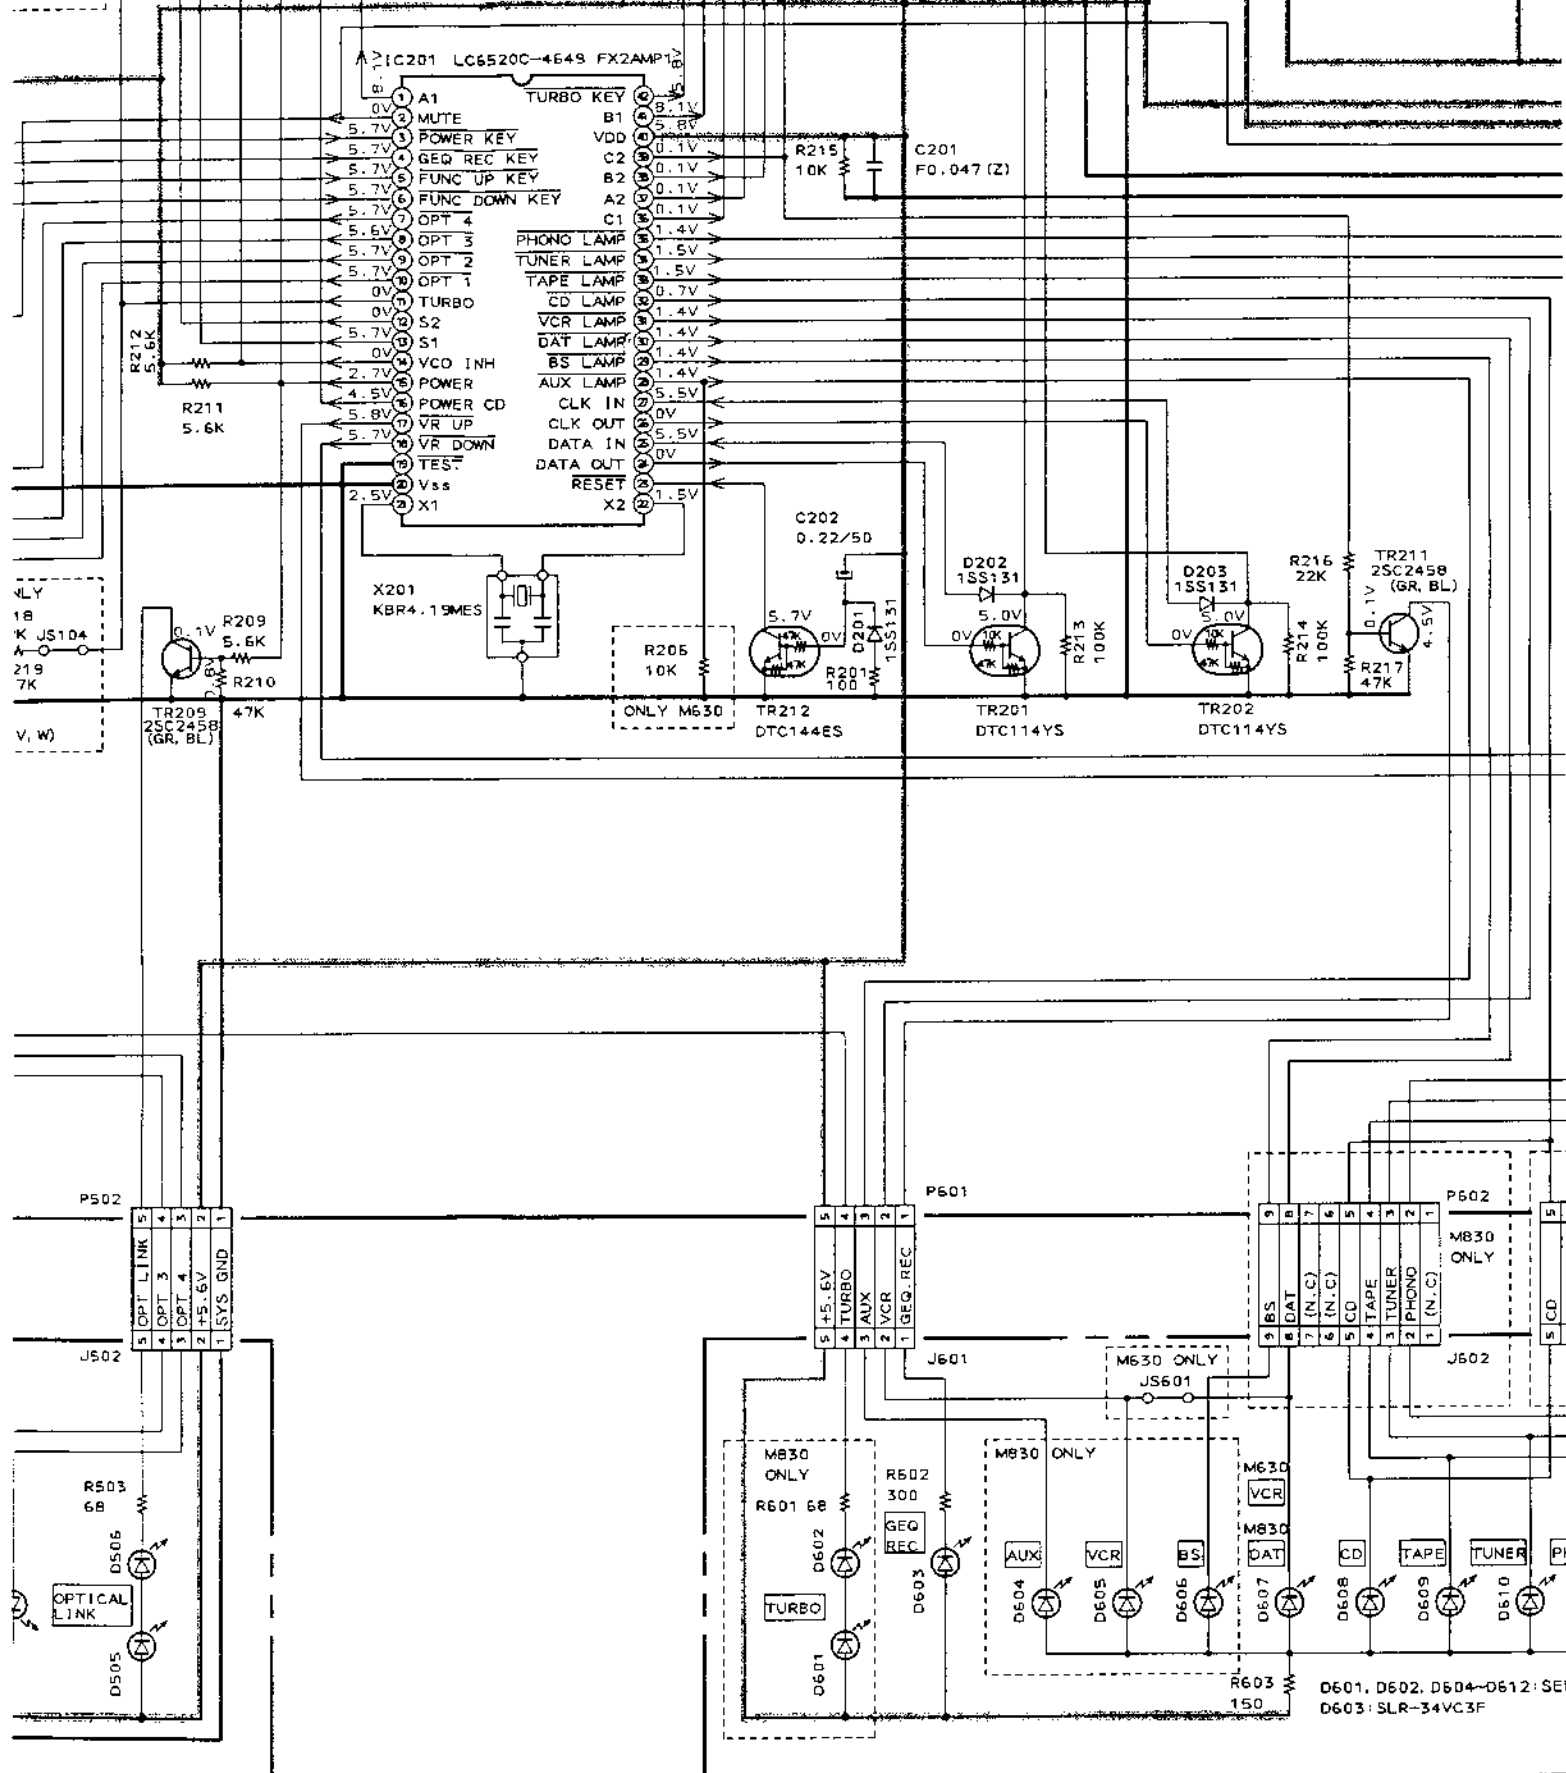 IC201 LC6520C-4649 FX2AMP1
8.1V
5.8V
1 A1
TURBO KEY 42
0V
2 MUTE
B1 41
8.1V
5.7V
3 POWER KEY
VDD 40
5.8V
5.7V
4 GEQ REC KEY
C2 39
0.1V
5.7V
5 FUNC UP KEY
B2 38
0.1V
5.7V
6 FUNC DOWN KEY
A2 37
0.1V
5.7V
7 OPT 4
C1 36
0.1V
5.6V
8 OPT 3
PHONO LAMP 35
1.4V
5.7V
9 OPT 2
TUNER LAMP 34
1.5V
5.7V
10 OPT 1
TAPE LAMP 33
1.5V
0V
11 TURBO
CD LAMP 32
0.7V
0V
12 S2
VCR LAMP 31
1.4V
5.7V
13 S1
DAT LAMP 30
1.4V
0V
14 VCO INH
BS LAMP 29
1.4V
2.7V
15 POWER
AUX LAMP 28
1.4V
4.5V
16 POWER CD
CLK IN 27
5.5V
5.8V
17 VR UP
CLK OUT 26
0V
5.7V
18 VR DOWN
DATA IN 25
5.5V
19 TEST
DATA OUT 24
0V
20 Vss
RESET 23
2.5V
21 X1
X2 22
1.5V
R215
10K
C201
F0.047(Z)
R212
5.6K
R211
5.6K
C202
0.22/50
X201
KBR4.19MES
D202
1SS131
D203
1SS131
R216
22K
TR211
2SC2458
(GR, BL)
0.1V
4.5V
NLY
18
K JS104
219
7K
V, W)
0.1V
R209
5.6K
0.8V
R210
47K
TR209
2SC2458
(GR, BL)
R206
10K
ONLY M630
5.7V
47K
47K
0V
D201
1SS131
R201
100
TR212
DTC144ES
5.0V
0V
10K
47K
R213
100K
TR201
DTC114YS
5.0V
0V
10K
47K
R214
100K
TR202
DTC114YS
R217
47K
P502
5 4 3 2 1
OPT LINK
OPT 3
OPT 4
+5.6V
SYS GND
5 4 3 2 1
J502
P601
5 4 3 2 1
+5.6V
TURBO
AUX
VCR
GEQ.REC
5 4 3 2 1
J601
P602
9 8 7 6 5 4 3 2 1
BS
DAT
(N.C)
(N.C)
CD
TAPE
TUNER
PHONO
(N.C)
9 8 7 6 5 4 3 2 1
J602
M830
ONLY
5
CD
5
M630 ONLY
JS601
R503
68
D506
OPTICAL
LINK
D505
M830
ONLY
R601 68
D602
TURBO
D601
R602
300
GEQ
REC
D603
M830 ONLY
AUX
D604
VCR
D605
BS
D606
M630
VCR
M830
DAT
D607
CD
D608
TAPE
D609
TUNER
D610
R603
150
D601, D602, D604~D612:SE
D603:SLR-34VC3F